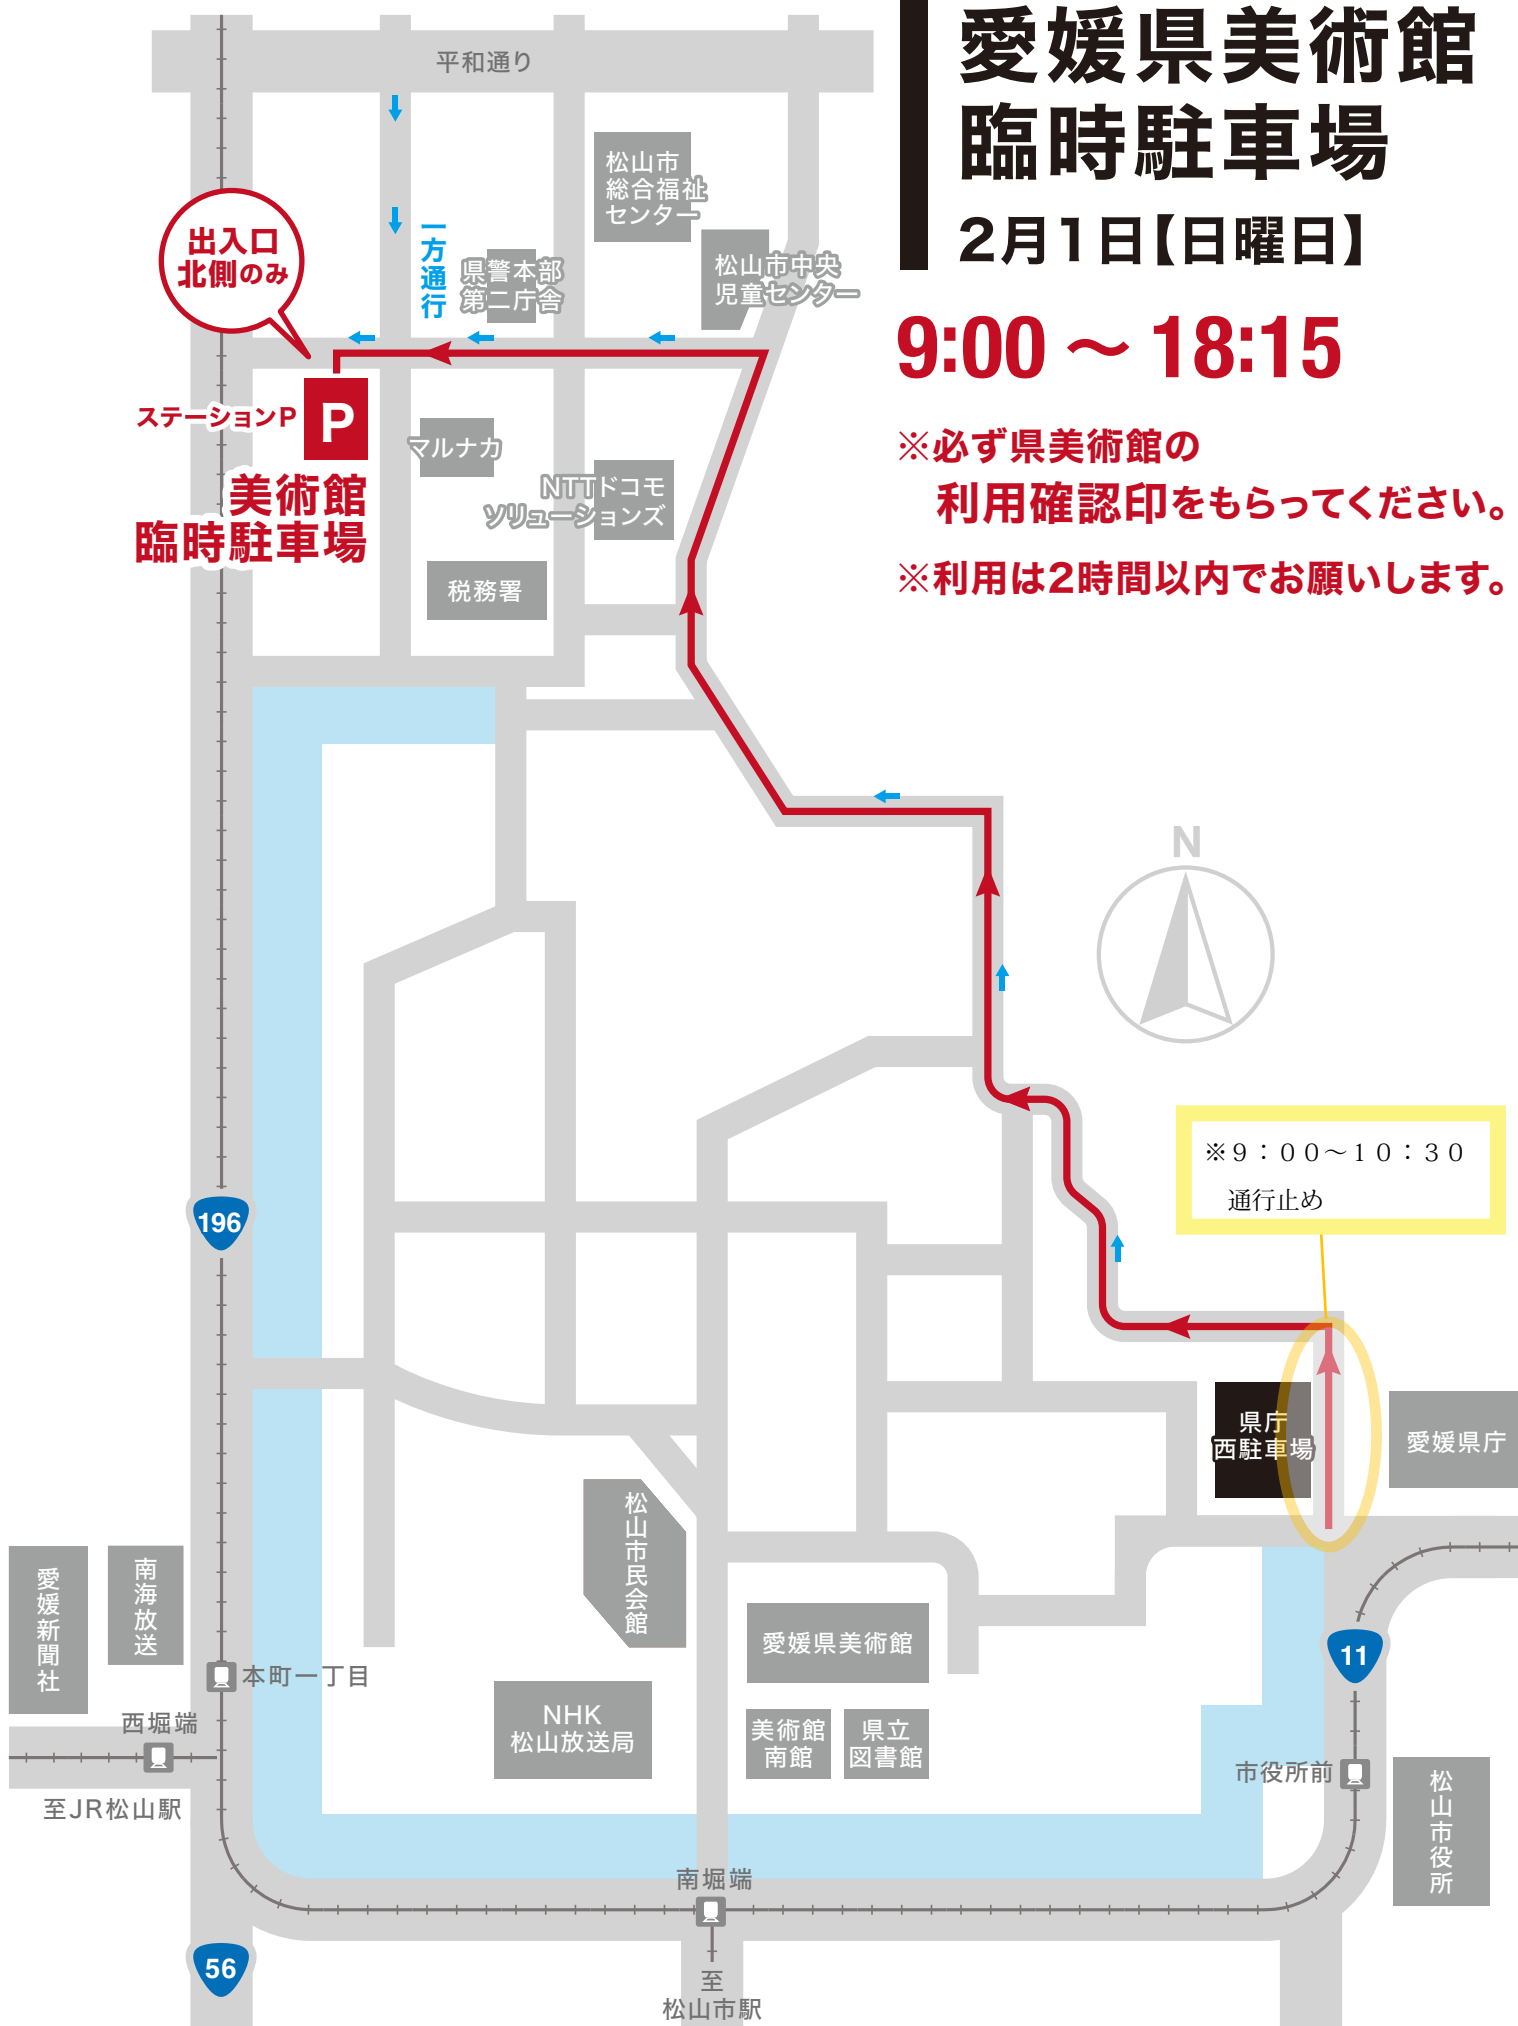 愛媛県美術館
臨時駐車場
2月1日【日曜日】
9:00 〜 18:15
※必ず県美術館の
利用確認印をもらってください。
※利用は2時間以内でお願いします。
平和通り
松山市
総合福祉
センター
一方通行
県警本部
第二庁舎
松山市中央
児童センター
出入口
北側のみ
ステーションP
P
美術館
臨時駐車場
マルナカ
NTTドコモ
ソリューションズ
税務署
N
※9：00～10：30
通行止め
196
県庁
西駐車場
愛媛県庁
松山市民会館
愛媛新聞社
南海放送
愛媛県美術館
11
本町一丁目
NHK
松山放送局
美術館
南館
県立
図書館
西堀端
至JR松山駅
市役所前
松山市役所
南堀端
56
至
松山市駅